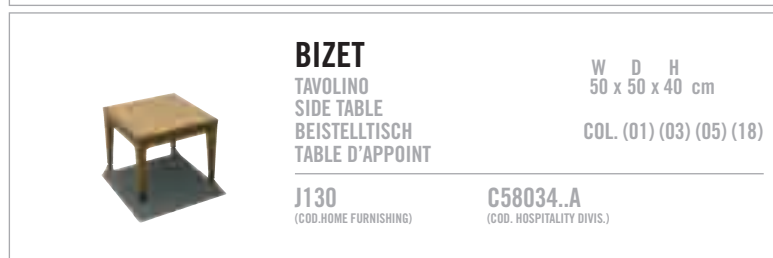 BIZET
TAVOLINO
SIDE TABLE
BEISTELLTISCH
TABLE D'APPOINT
W D H
50 x 50 x 40 cm
COL. (01) (03) (05) (18)
J130
(COD.HOME FURNISHING)
C58034..A
(COD. HOSPITALITY DIVIS.)